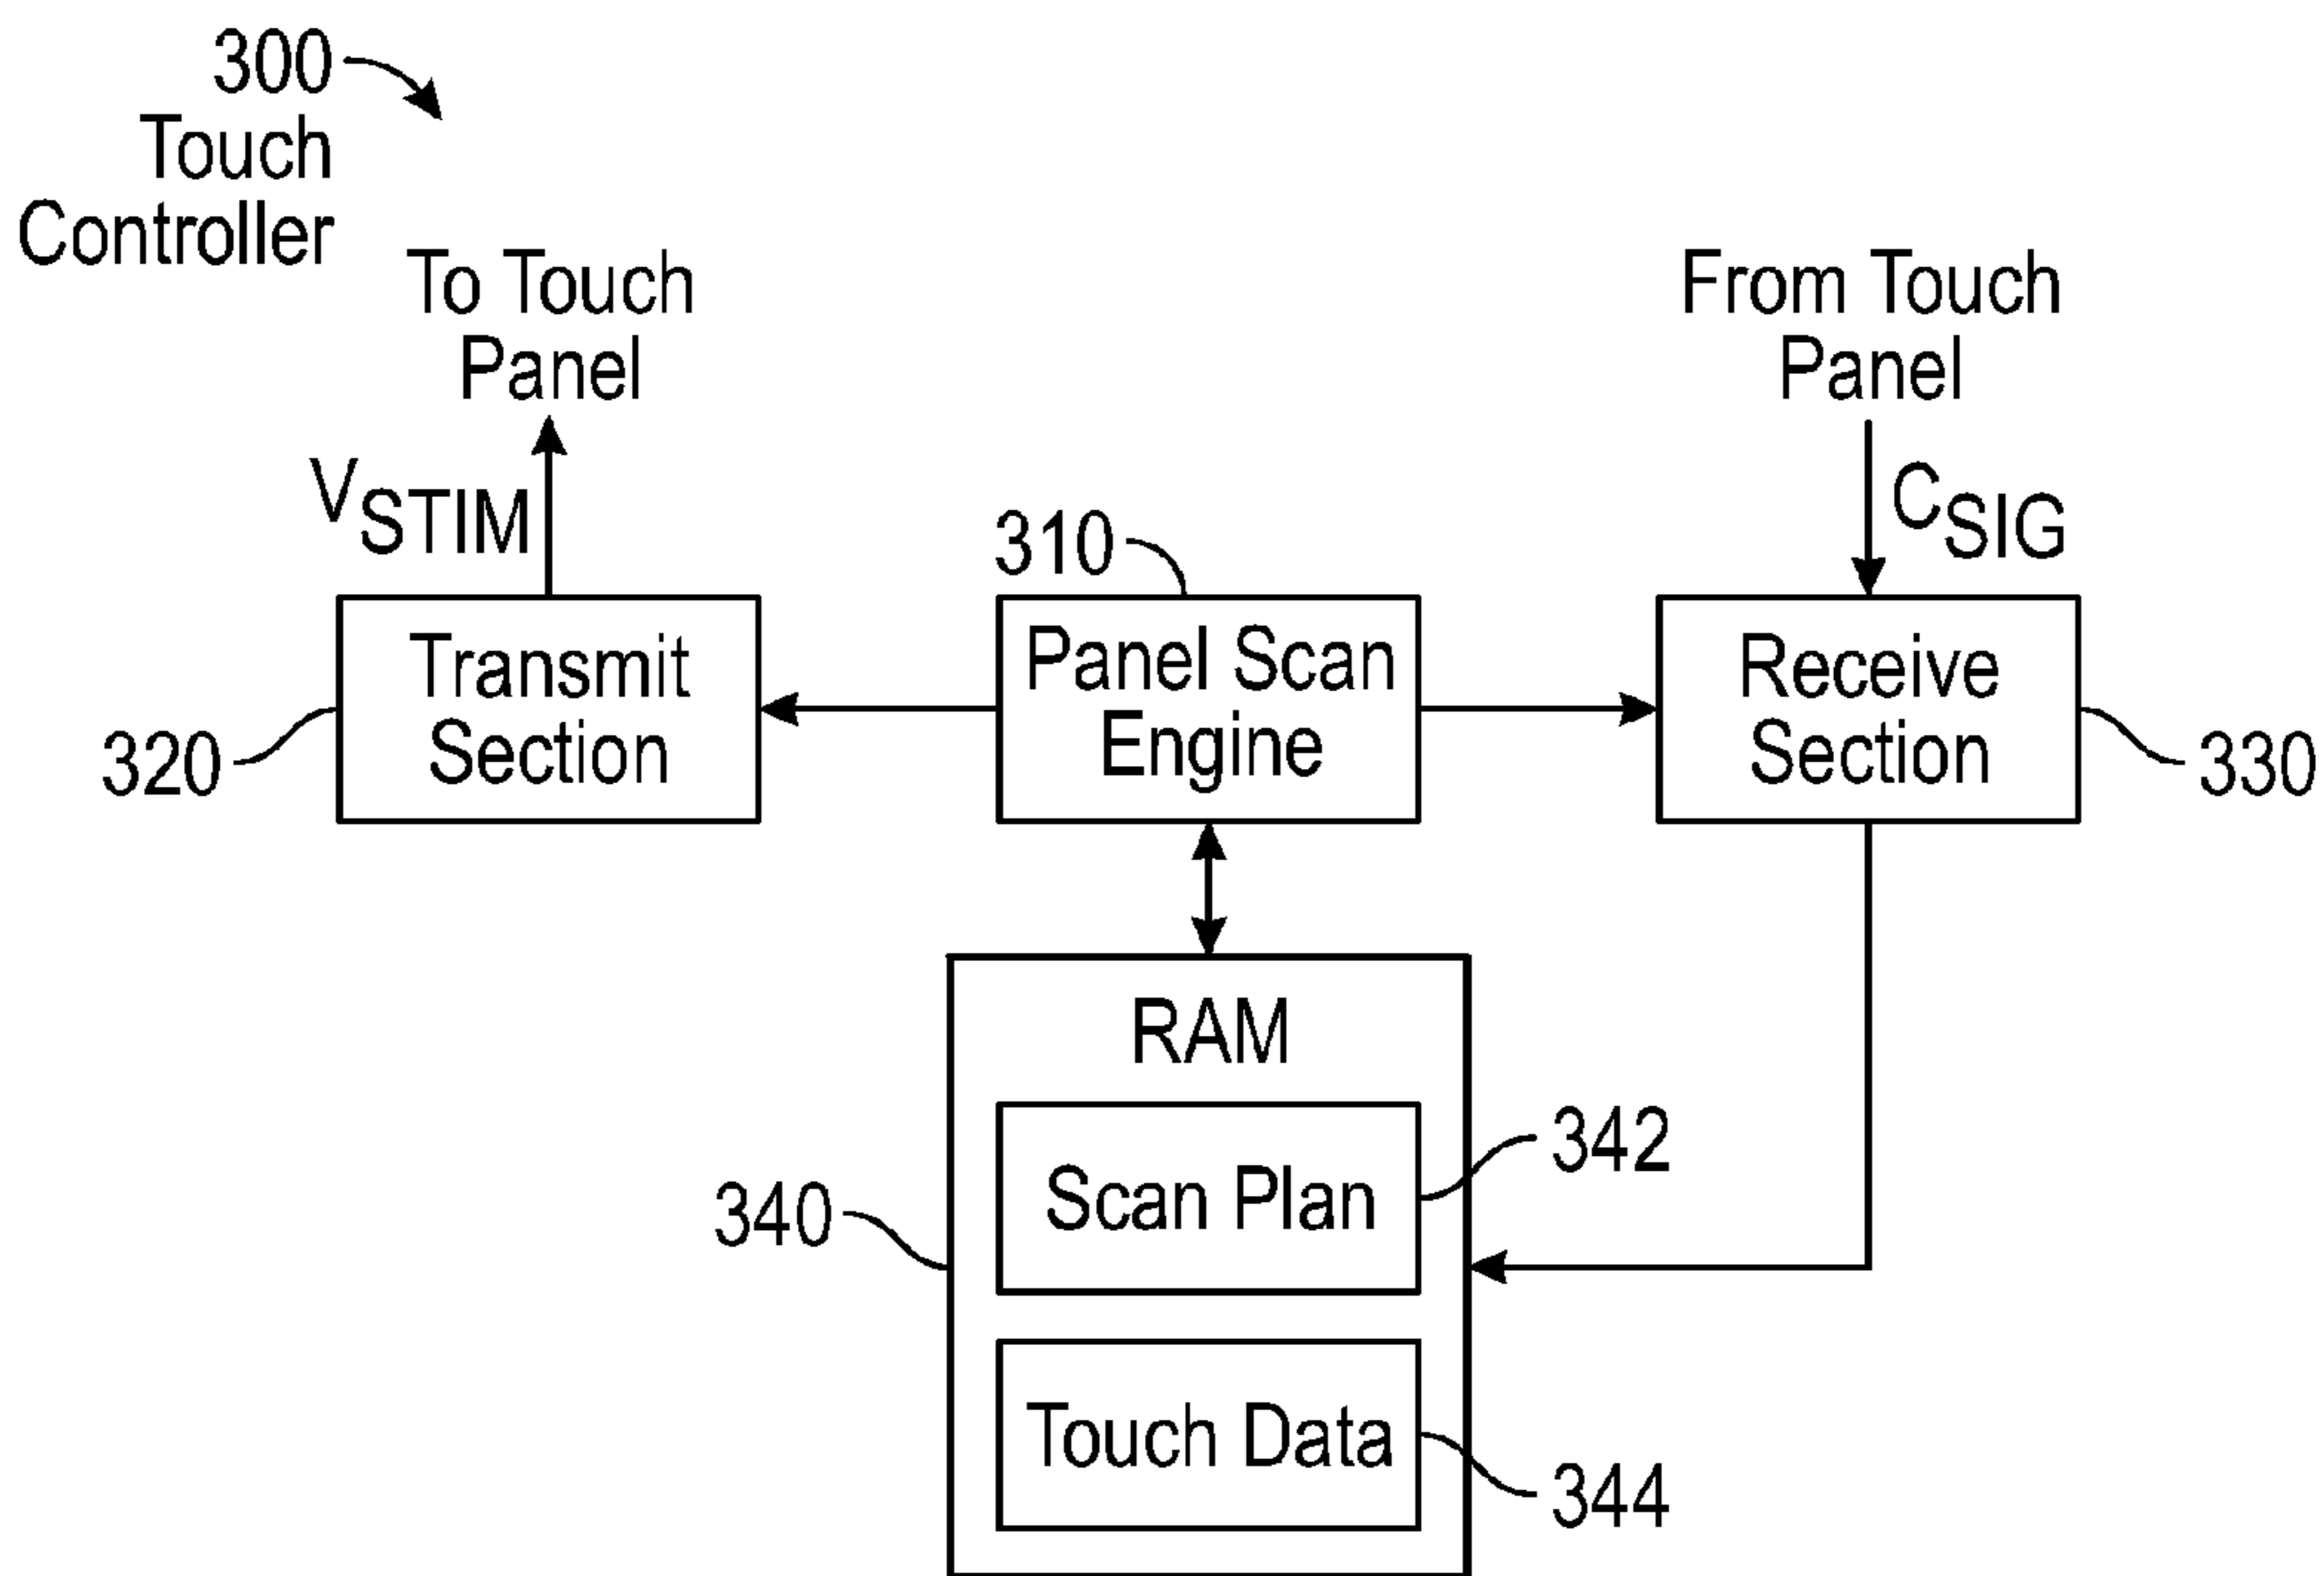 300
Touch
Controller
To Touch
Panel
From Touch
Panel
VSTIM
CSIG
310
Transmit
Section
Panel Scan
Engine
Receive
Section
320
330
RAM
342
Scan Plan
340
Touch Data
344